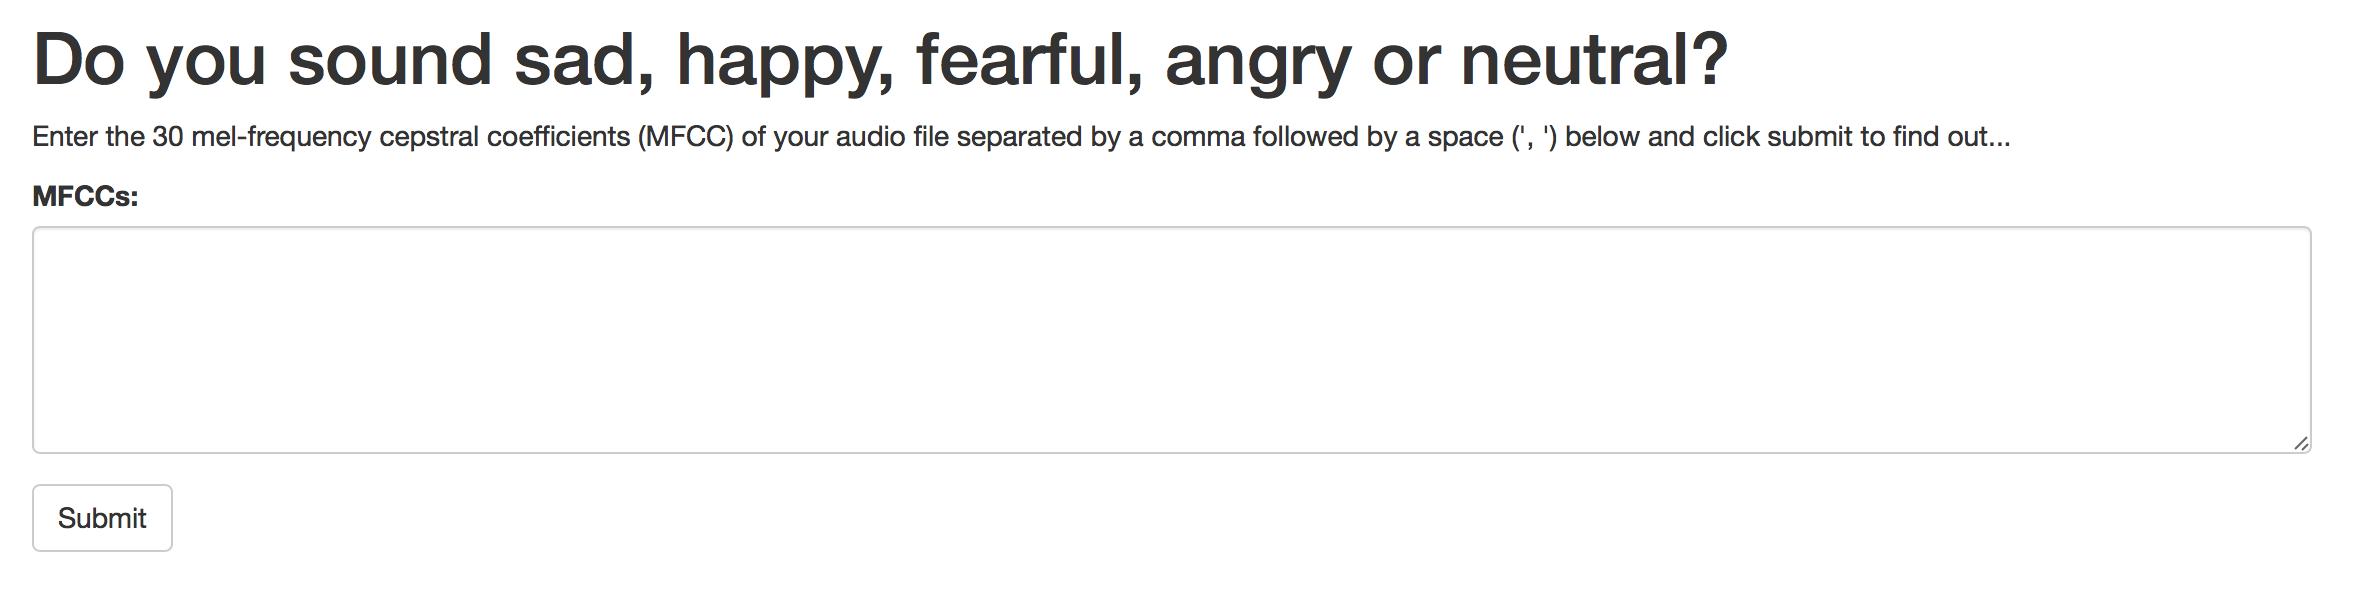 Do you sound sad, happy, fearful, angry or neutral?
Enter the 30 mel-frequency cepstral coefficients (MFCC) of your audio file separated by a comma followed by a space (', ') below and click submit to find out...
MFCCs:
Submit